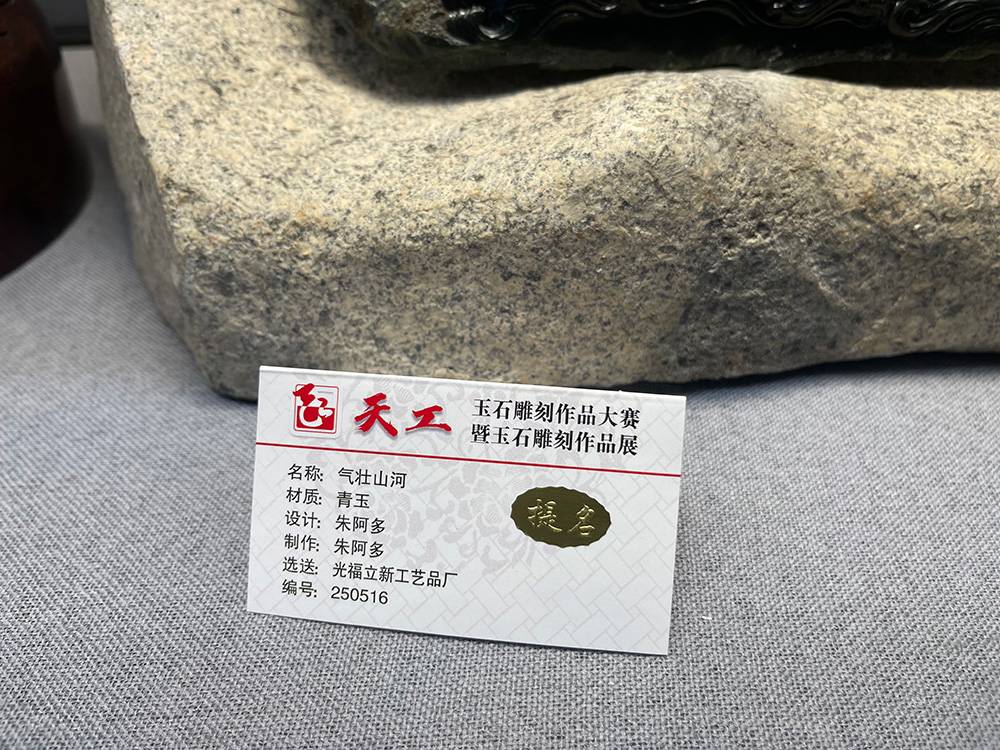 天工
玉石雕刻作品大赛
暨玉石雕刻作品展
名称: 气壮山河
材质: 青玉
设计: 朱阿多
制作: 朱阿多
选送: 光福立新工艺品厂
编号: 250516
提名